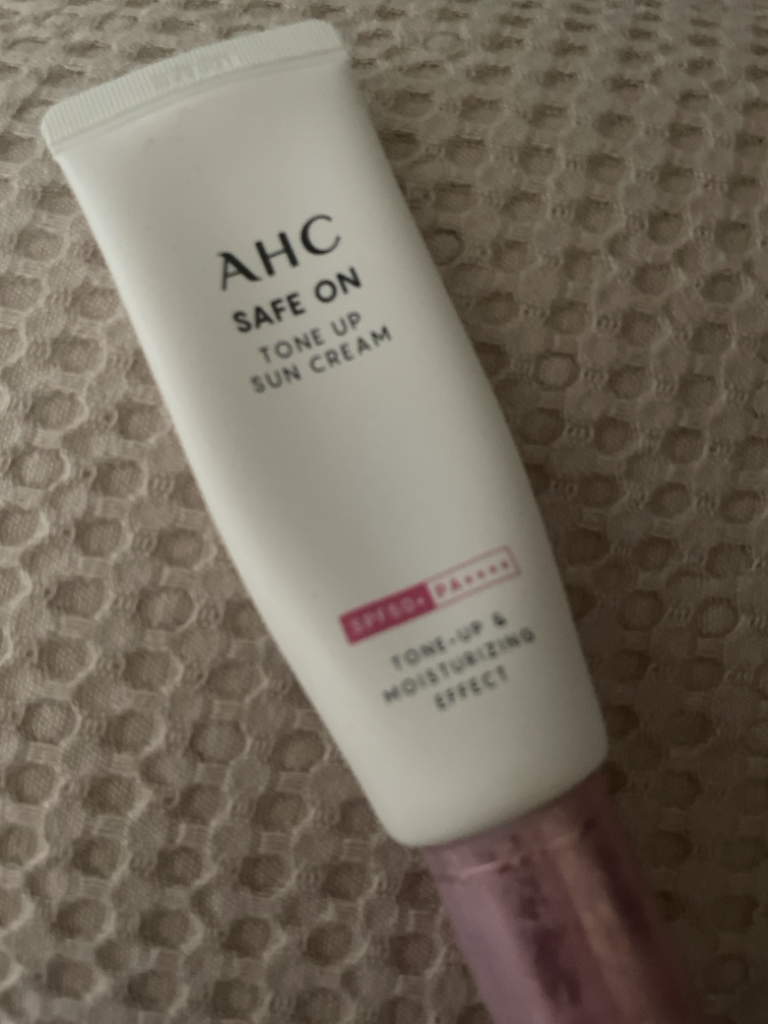 AHC
SAFE ON
TONE UP
SUN CREAM
SPF50+ PA++++
TONE-UP &
MOISTURIZING
EFFECT